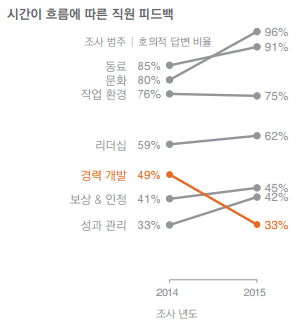 시간이 흐름에 따른 직원 피드백
조사 범주 | 호의적 답변 비율
96%
91%
동료 85%
문화 80%
작업 환경 76%
75%
62%
리더십 59%
경력 개발 49%
45%
보상 & 인정 41%
42%
성과 관리 33%
33%
2014 2015
조사 년도